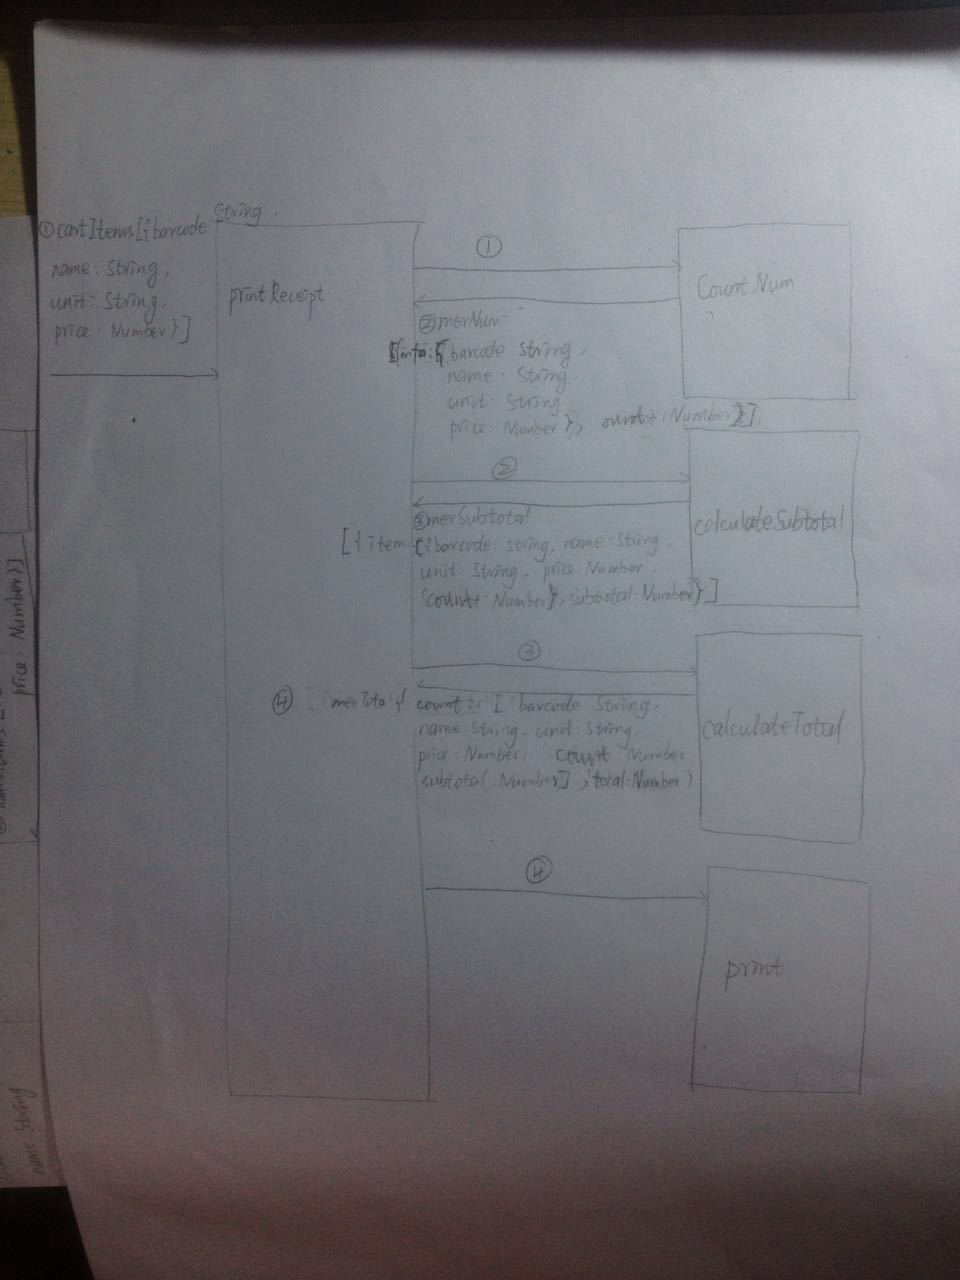 String,
①cartItems[{barcode
name: String,
unit: String,
price: Number}]
printReceipt
①
CountNum
②merNum
[info:{barcode String,
name: String,
unit: String
price: Number}, count: Number}]
②
calculateSubtotal
③merSubtotal
[{item:[{barcode: string, name: String,
unit: String, price: Number,
count: Number}, subtotal: Number}]
③
calculateTotal
④ [merTotal{ count: [barcode: String,
name: String, unit: String,
price: Number, count Number
subtotal: Number], total: Number}
④
print
price: Number}]
name String